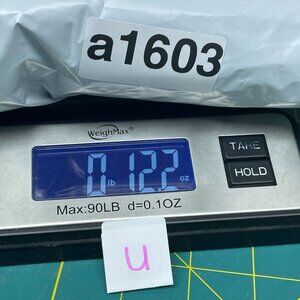 a1603
WeighMax
TARE
0 lb 12.2 oz
HOLD
Max:90LB d=0.1OZ
u